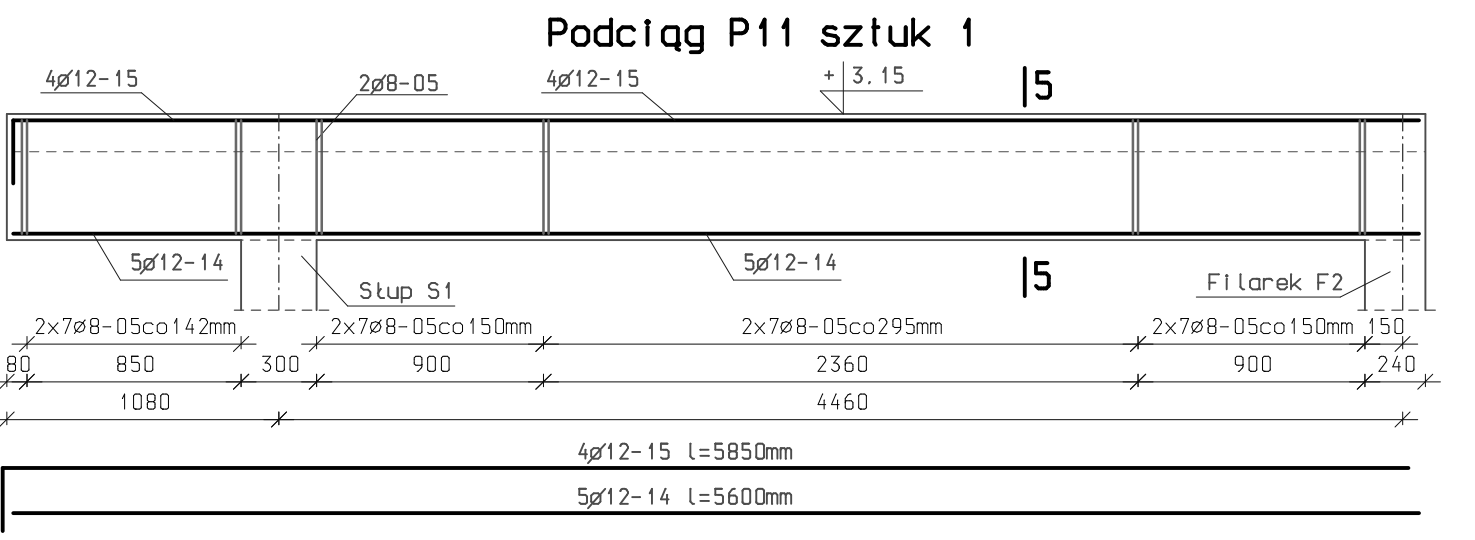 Podciąg P11 sztuk 1
4ø12-15 2ø8-05 4ø12-15 + 3.15 5
5ø12-14 5ø12-14 5
Słup S1 Filarek F2
2x7ø8-05co142mm 2x7ø8-05co150mm 2x7ø8-05co295mm 2x7ø8-05co150mm 150
80 850 300 900 2360 900 240
1080 4460
4ø12-15 l=5850mm
5ø12-14 l=5600mm